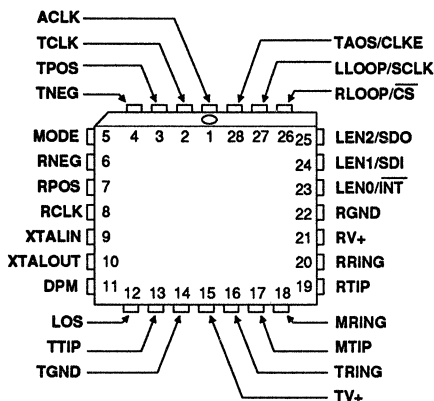 ACLK
TCLK
TPOS
TNEG
TAOS/CLKE
LLOOP/SCLK
RLOOP/C̅S̅
4 3 2 1 28 27 26
MODE 5
RNEG 6
RPOS 7
RCLK 8
XTALIN 9
XTALOUT 10
DPM 11
25 LEN2/SDO
24 LEN1/SDI
23 LEN0/I̅N̅T̅
22 RGND
21 RV+
20 RRING
19 RTIP
12 13 14 15 16 17 18
LOS
TTIP
TGND
MRING
MTIP
TRING
TV+